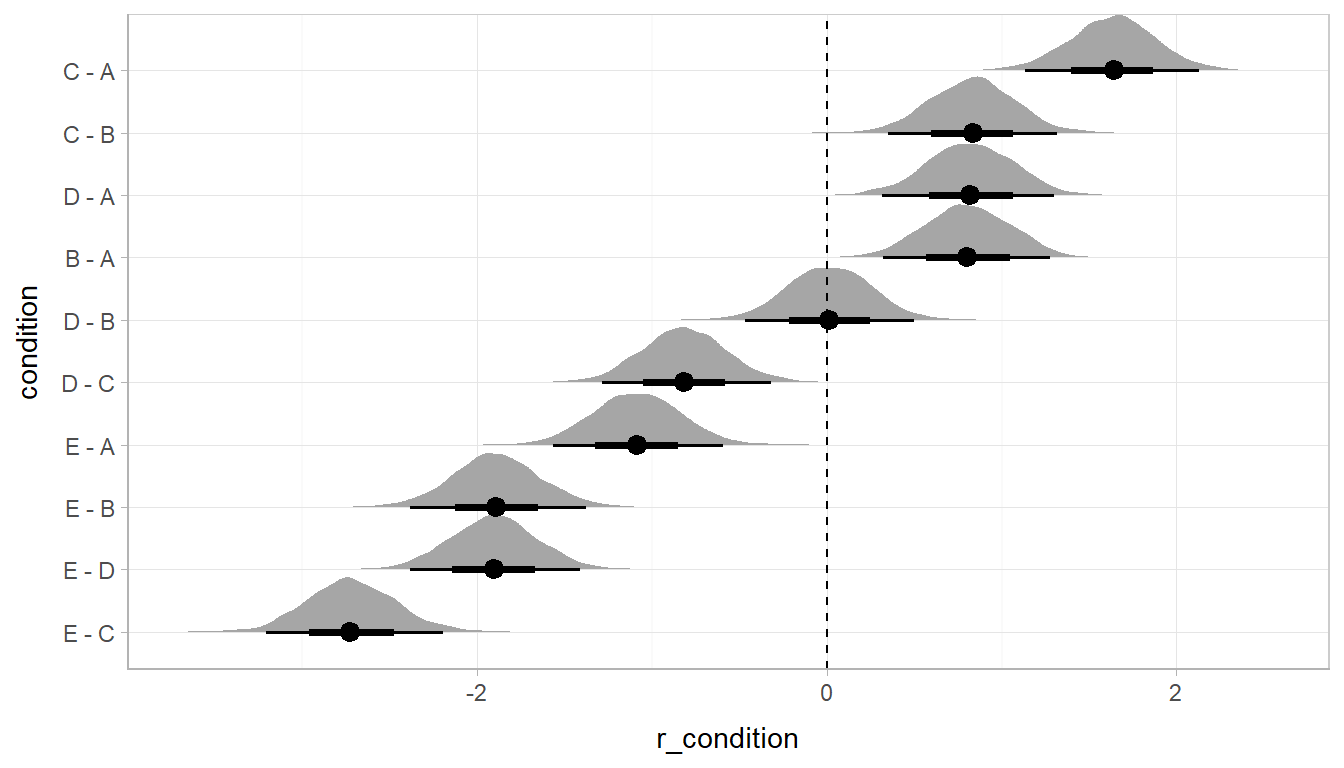 condition
C - A
C - B
D - A
B - A
D - B
D - C
E - A
E - B
E - D
E - C
-2 0 2
r_condition